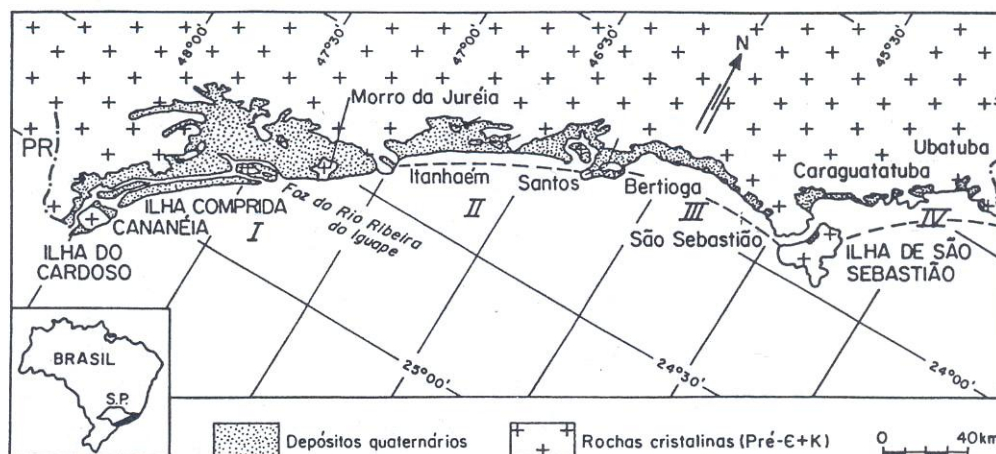 48°00'
47°30'
47°00'
46°30'
45°30'
N
Morro da Juréia
PR
Ubatuba
Caraguatatuba
Itanhaém
Santos
Bertioga
ILHA COMPRIDA
CANANÉIA
I
II
III
IV
Foz do Rio Ribeira
do Iguape
São Sebastião
ILHA DO
CARDOSO
ILHA DE SÃO
SEBASTIÃO
BRASIL
S.P.
25°00'
24°30'
24°00'
Depósitos quaternários
Rochas cristalinas (Pré-Є+K)
0 40km